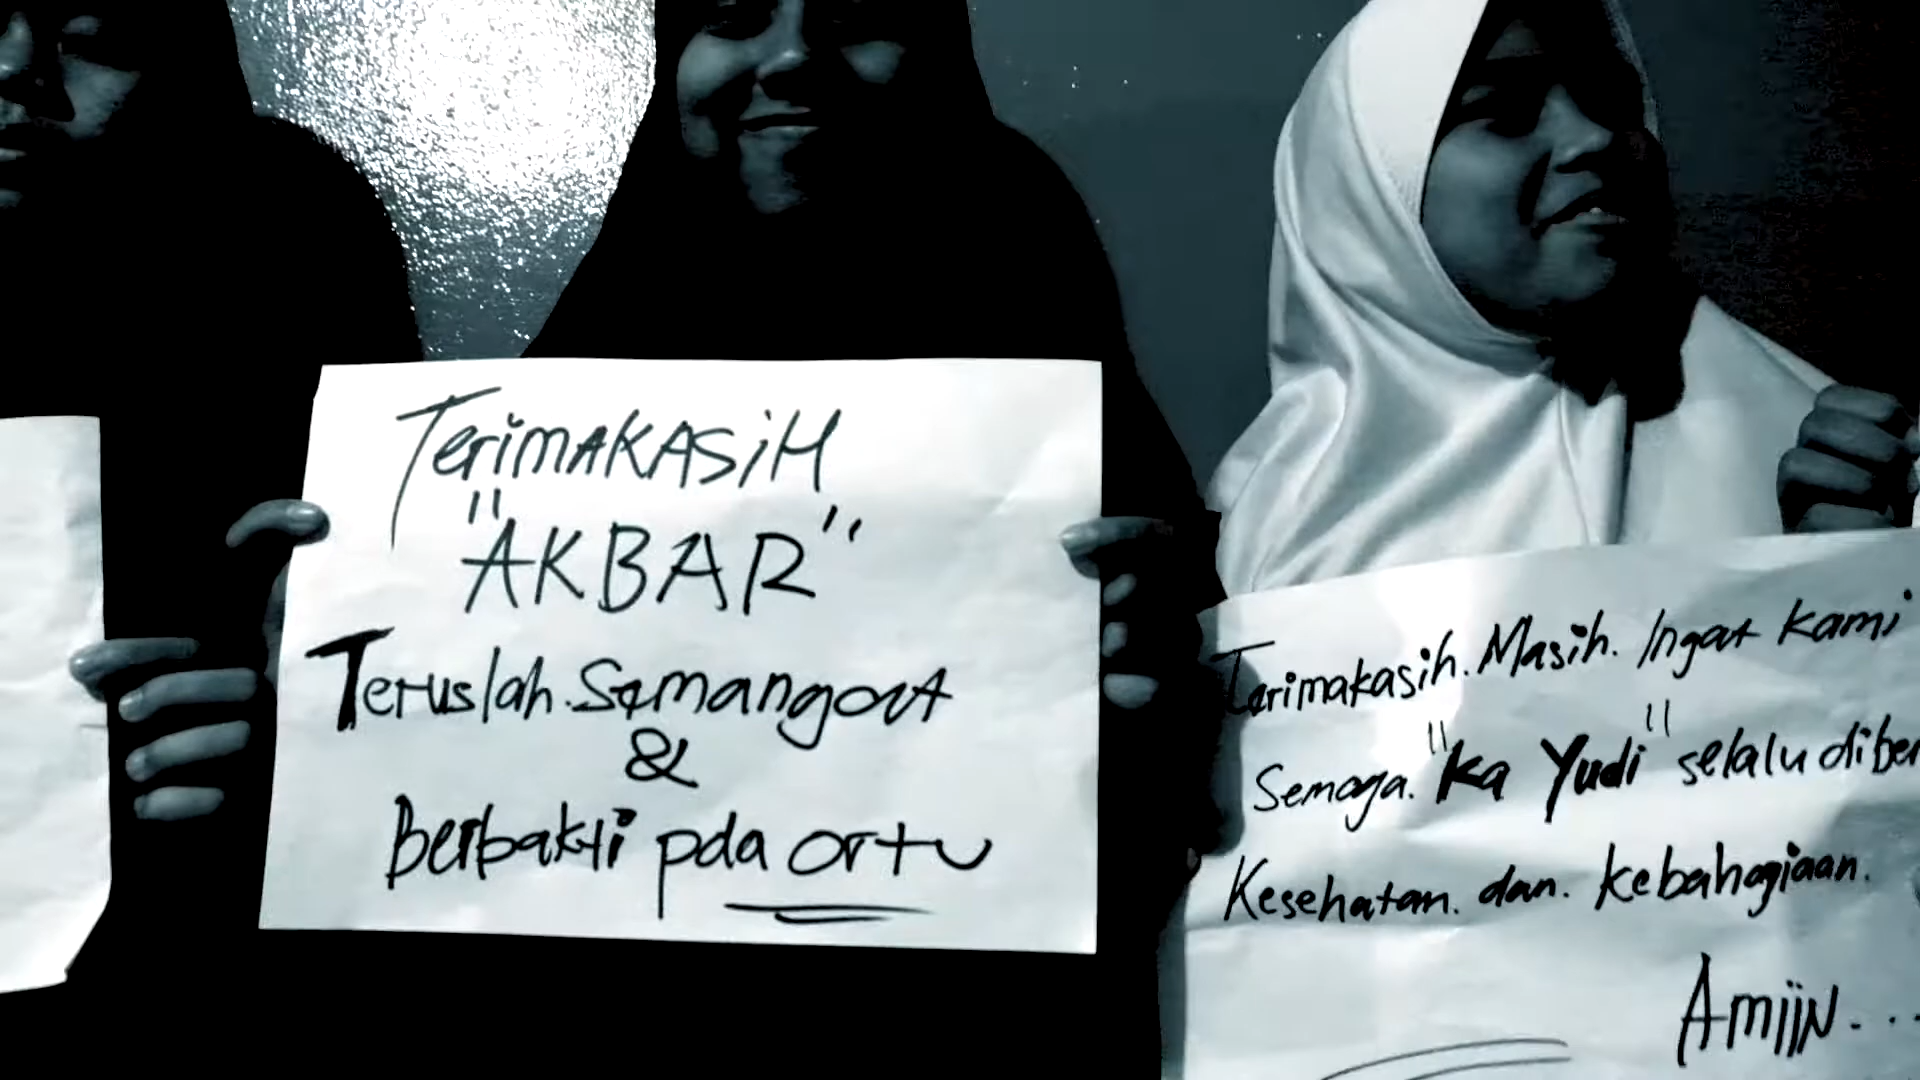 TerimAKASiH
"AKBAR"
Teruslah. Semangat
&
Berbakti pda ortu
Terimakasih. Masih. Ingat kami
Semoga. "Ka Yudi" selalu diber
Kesehatan. dan. kebahagiaan.
AmiiN...